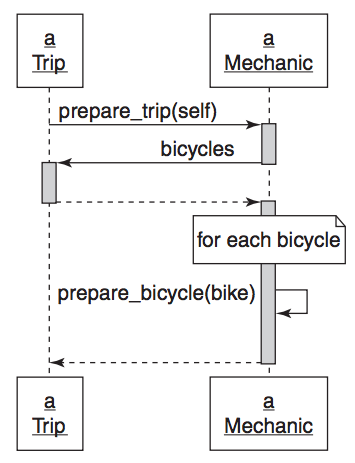 a
Trip
a
Mechanic
prepare_trip(self)
bicycles
for each bicycle
prepare_bicycle(bike)
a
Trip
a
Mechanic